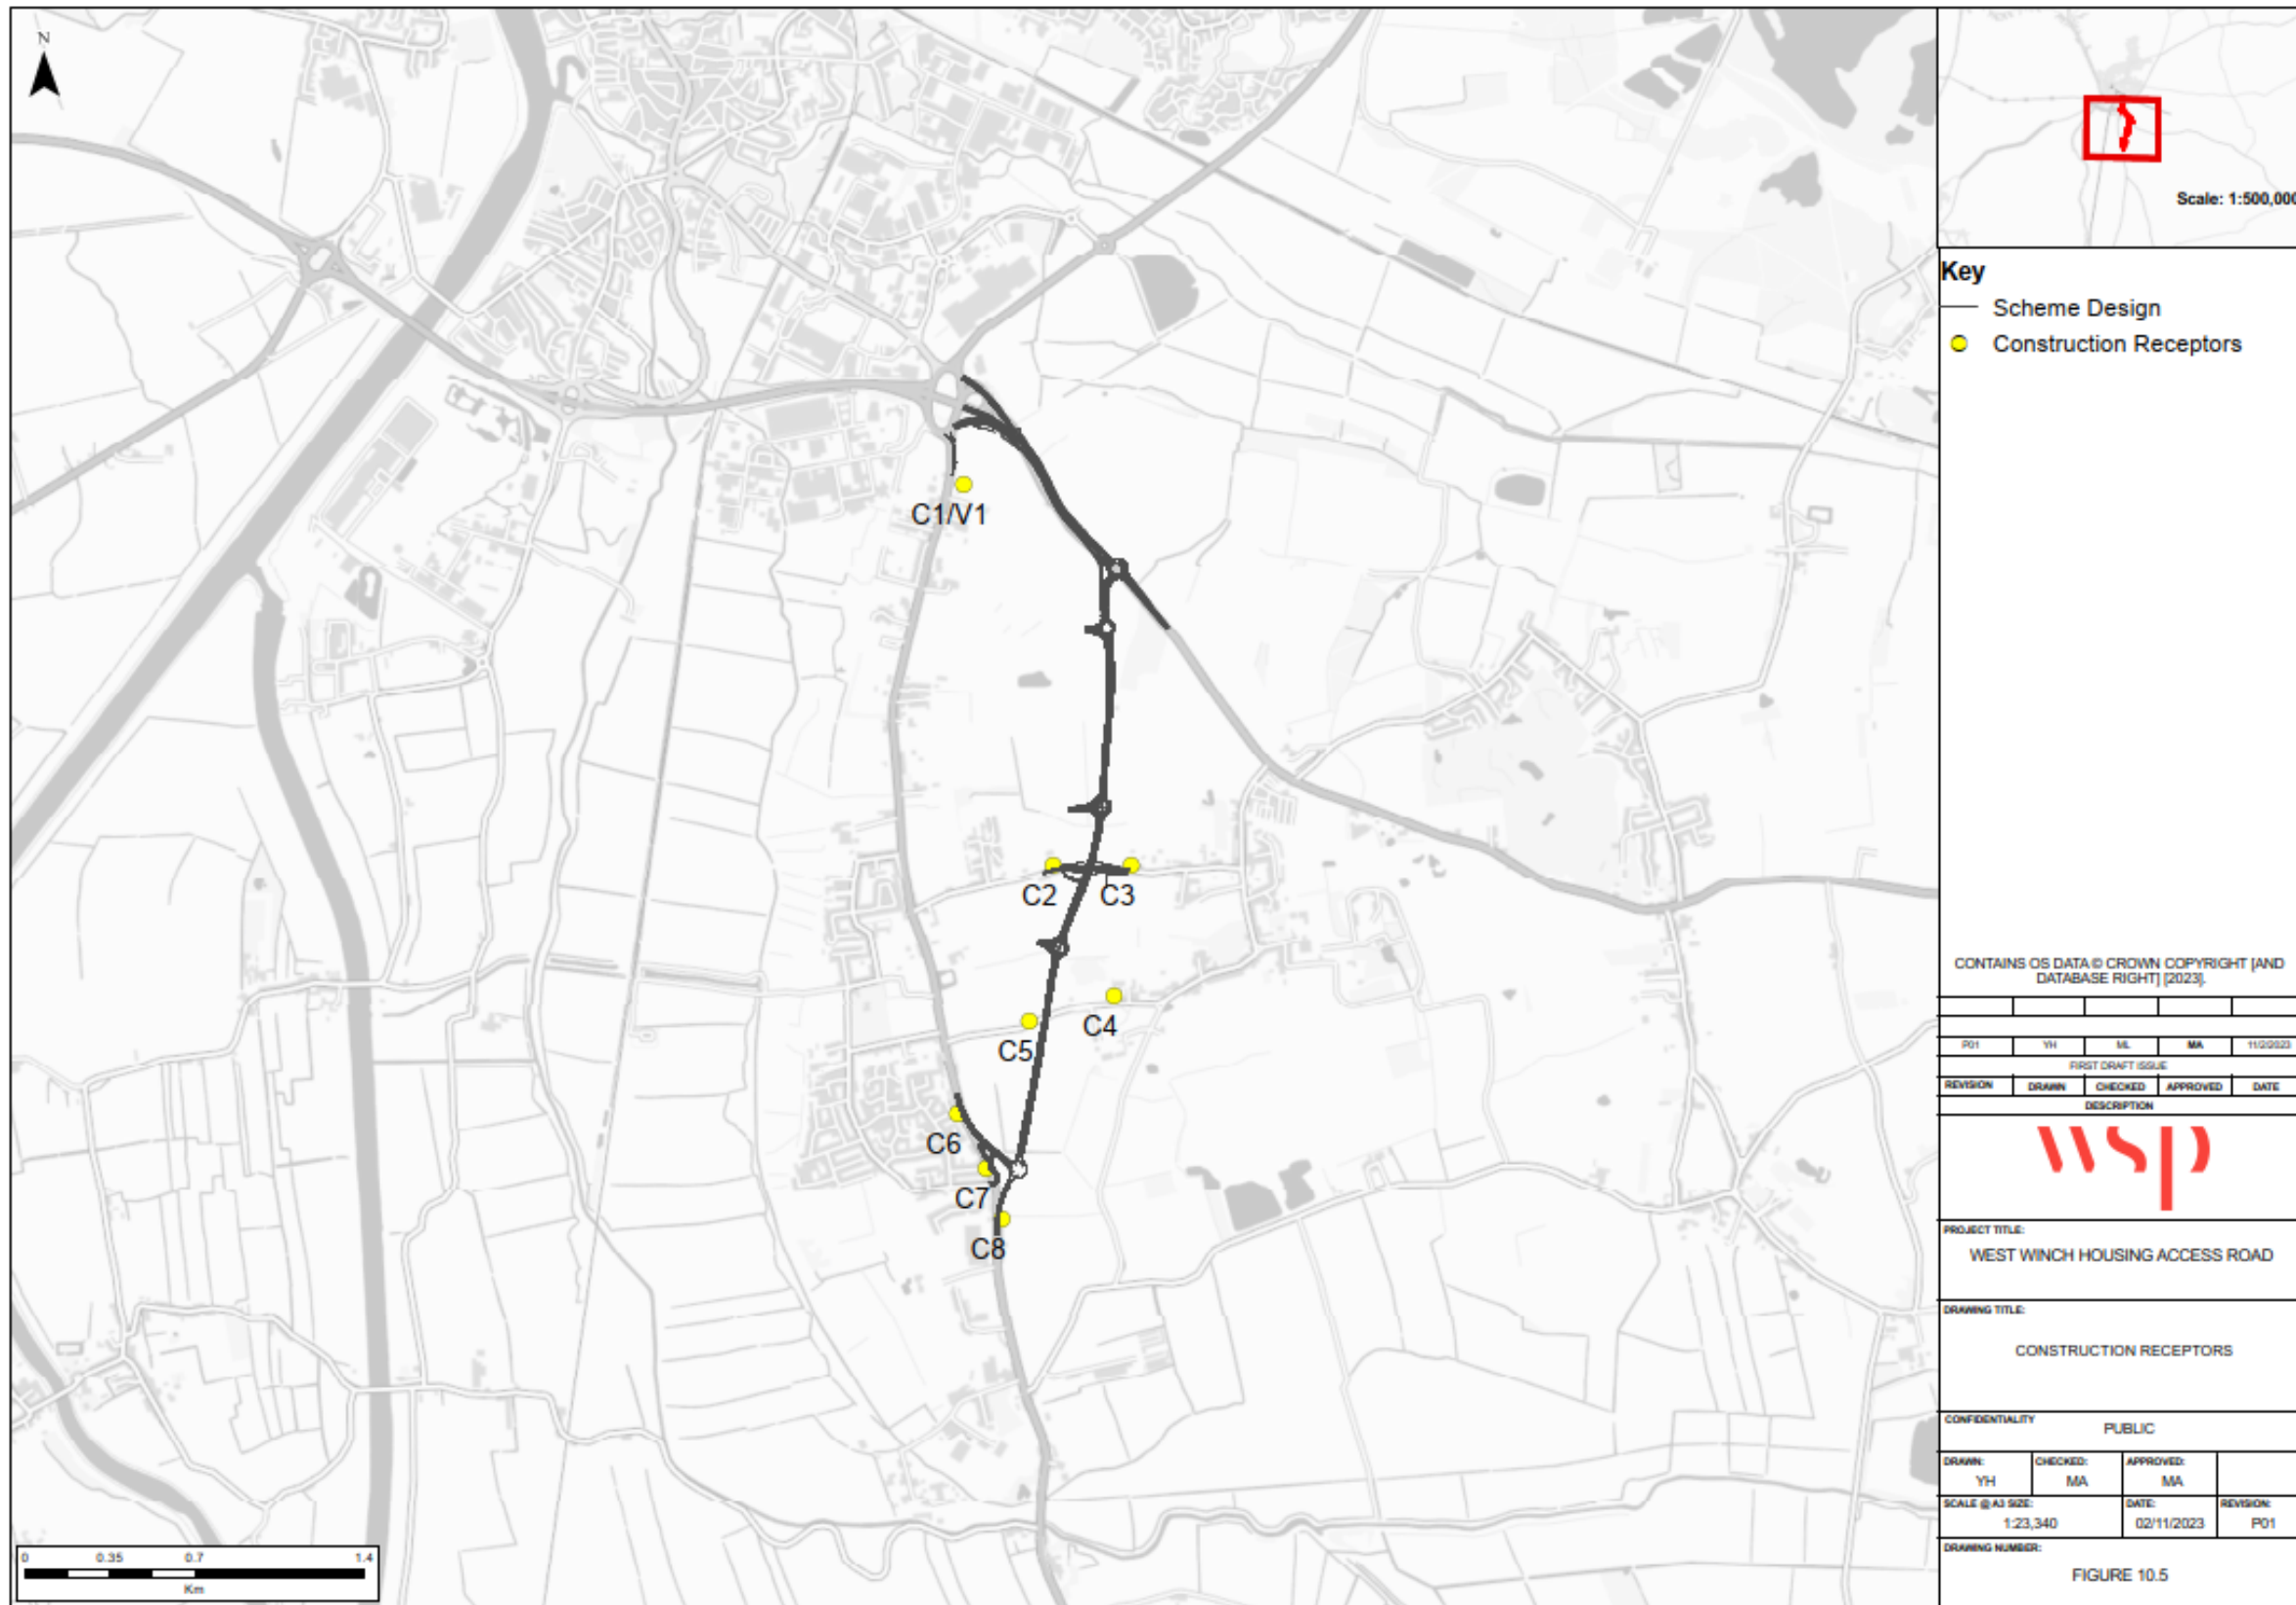 N
Scale: 1:500,000
Key
Scheme Design
Construction Receptors
C1/V1
C2
C3
C4
C5
C6
C7
C8
0 0.35 0.7 1.4
Km
CONTAINS OS DATA © CROWN COPYRIGHT [AND
DATABASE RIGHT] [2023].
P01 YH ML MA 11/2/2023
FIRST DRAFT ISSUE
REVISION DRAWN CHECKED APPROVED DATE
DESCRIPTION
wsp
PROJECT TITLE:
WEST WINCH HOUSING ACCESS ROAD
DRAWING TITLE:
CONSTRUCTION RECEPTORS
CONFIDENTIALITY
PUBLIC
DRAWN: CHECKED: APPROVED:
YH MA MA
SCALE @ A3 SIZE: DATE: REVISION:
1:23,340 02/11/2023 P01
DRAWING NUMBER:
FIGURE 10.5